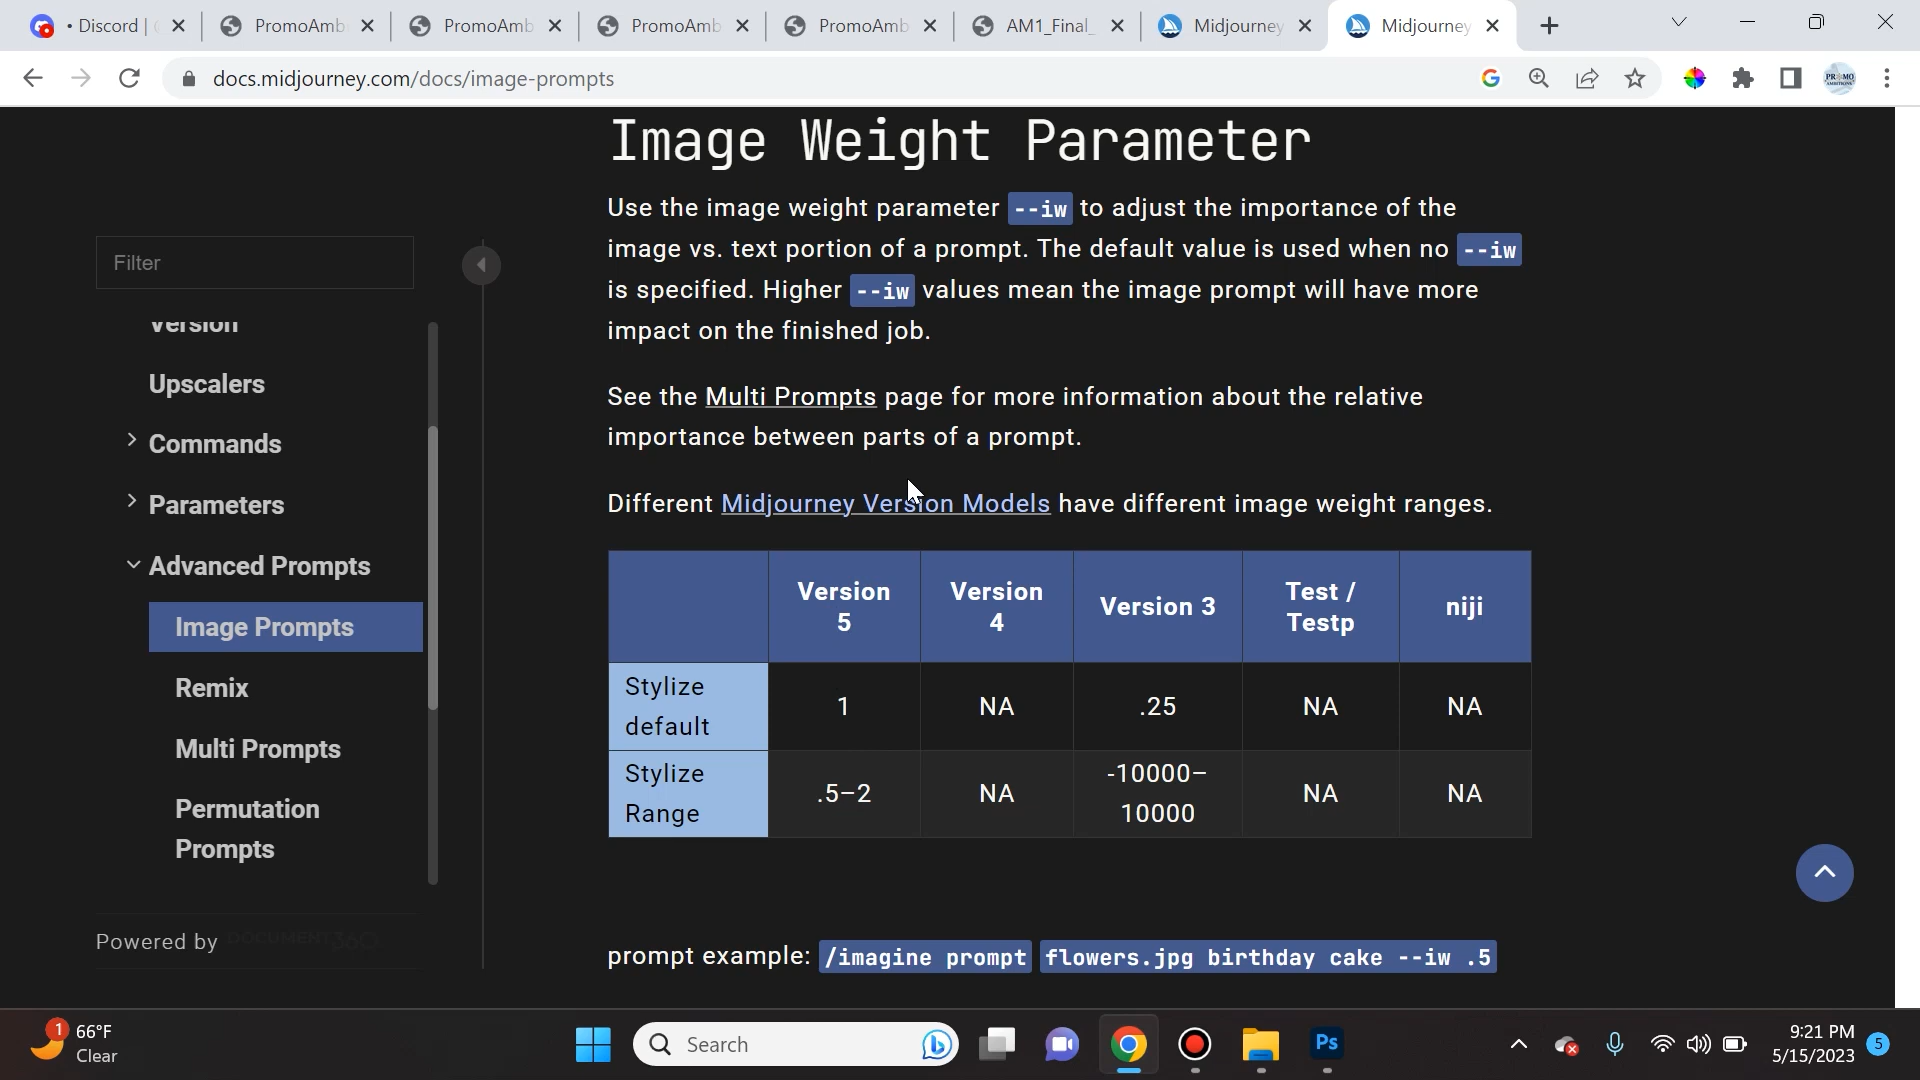 • Discord |
PromoAmb
PromoAmb
PromoAmb
PromoAmb
AM1_Final_
Midjourney
Midjourney
docs.midjourney.com/docs/image-prompts
PROMO
Image Weight Parameter
Use the image weight parameter --iw to adjust the importance of the
image vs. text portion of a prompt. The default value is used when no --iw
is specified. Higher --iw values mean the image prompt will have more
impact on the finished job.
See the Multi Prompts page for more information about the relative
importance between parts of a prompt.
Different Midjourney Version Models have different image weight ranges.
Version
5
Version
4
Version 3
Test /
Testp
niji
Stylize
default
1
NA
.25
NA
NA
Stylize
Range
.5–2
NA
-10000–
10000
NA
NA
prompt example: /imagine prompt flowers.jpg birthday cake --iw .5
Filter
Version
Upscalers
Commands
Parameters
Advanced Prompts
Image Prompts
Remix
Multi Prompts
Permutation
Prompts
Powered by DOCUMENT360
1
66°F
Clear
Search
Ps
9:21 PM
5/15/2023
5